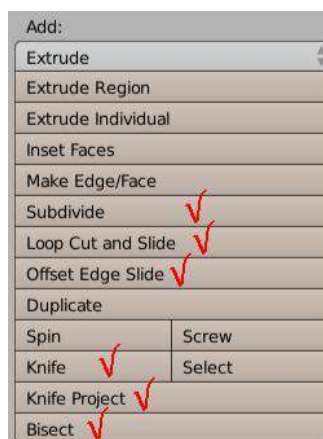 Add:
Extrude
Extrude Region
Extrude Individual
Inset Faces
Make Edge/Face
Subdivide
Loop Cut and Slide
Offset Edge Slide
Duplicate
Spin Screw
Knife Select
Knife Project
Bisect